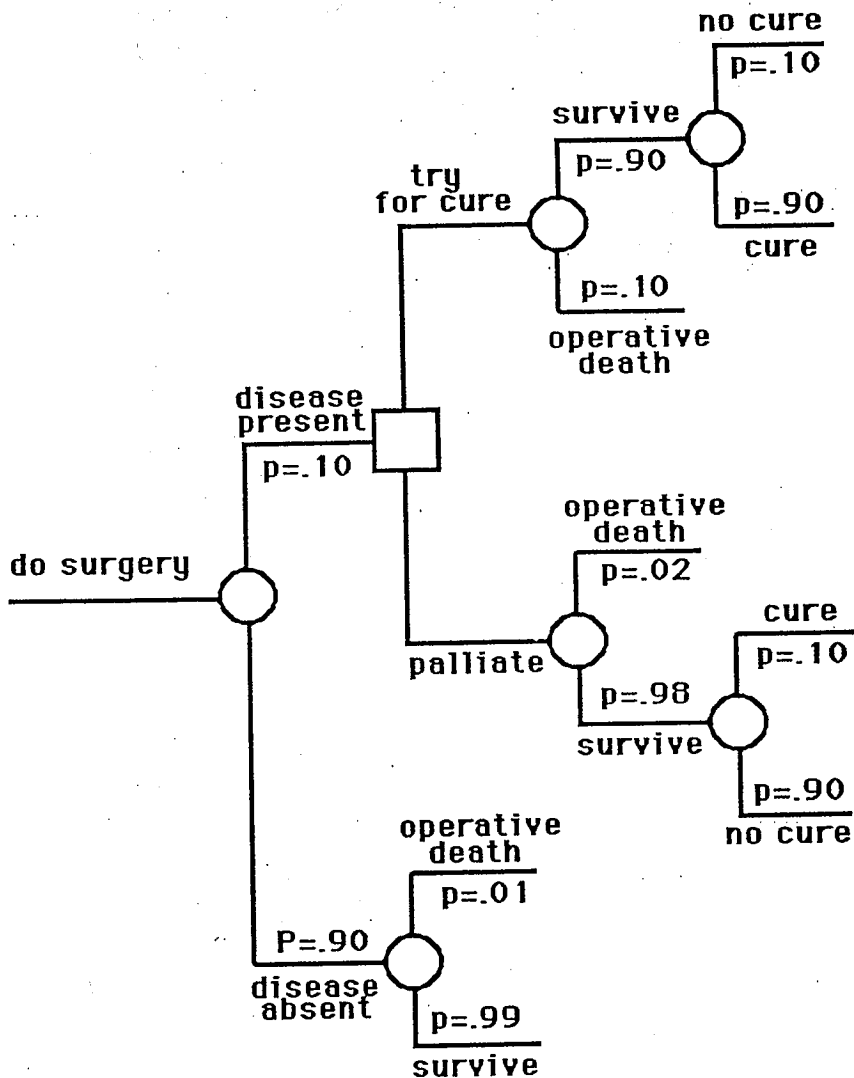 no cure
p=.10
survive
p=.90
try
for cure
p=.90
cure
p=.10
operative
death
disease
present
p=.10
operative
death
p=.02
do surgery
cure
p=.10
palliate
p=.98
survive
p=.90
no cure
operative
death
p=.01
P=.90
disease
absent
p=.99
survive